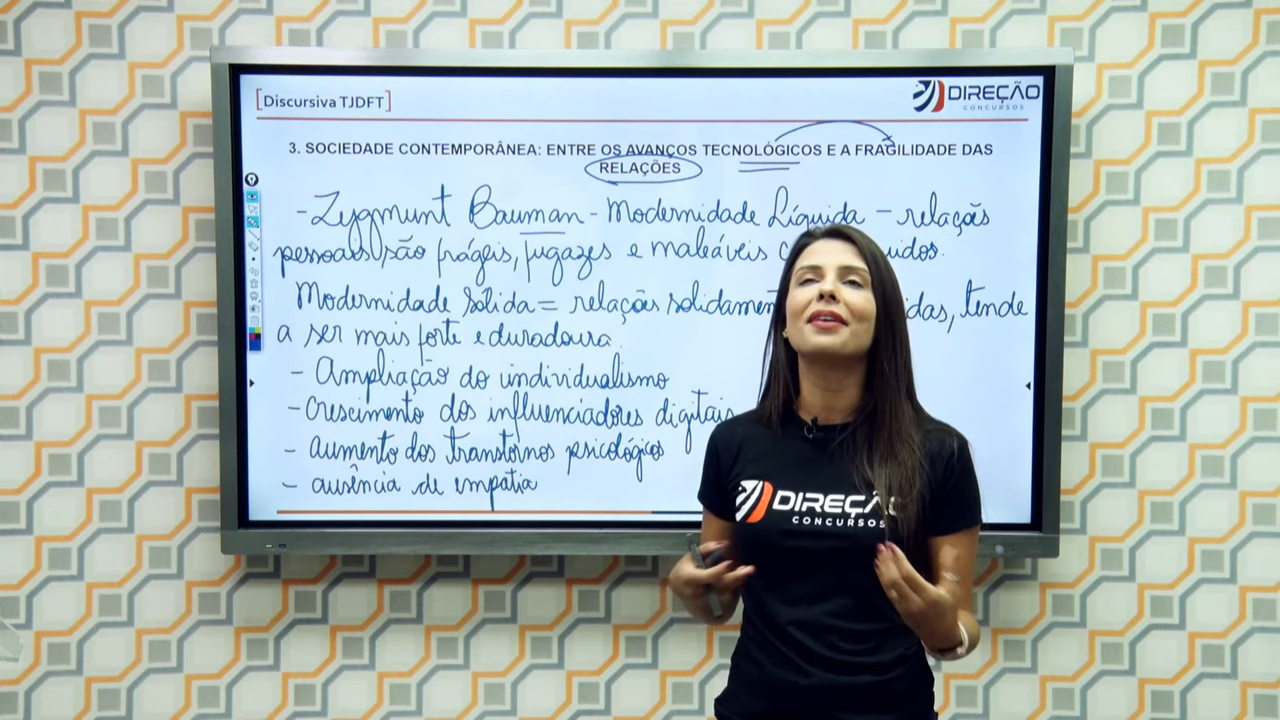 [Discursiva TJDFT]
DIREÇÃO
CONCURSOS
3. SOCIEDADE CONTEMPORÂNEA: ENTRE OS AVANÇOS TECNOLÓGICOS E A FRAGILIDADE DAS
RELAÇÕES
- Zygmunt Bauman - Modernidade Líquida - relações
pessoais são frágeis, fugazes e maleáveis
Modernidade Sólida = relações solidamen tende
a ser mais forte e duradoura.
- Ampliação do individualismo
- Crescimento dos influenciadores digitais
- aumento dos transtornos psicológicos
- ausência de empatia
DIREÇÃO
CONCURSOS